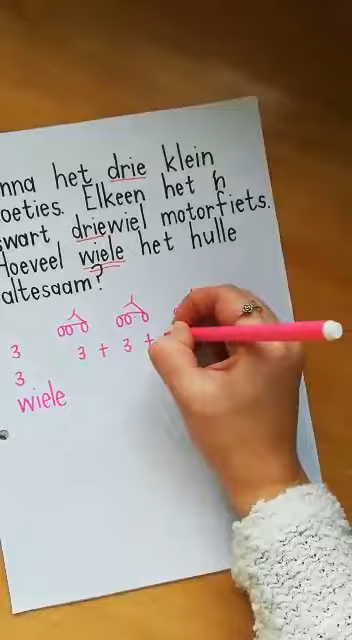 nna het drie klein
oeties. Elkeen het 'n
swart driewiel motorfiets.
Hoeveel wiele het hulle
altesaam?
3
3 + 3 +
3
wiele